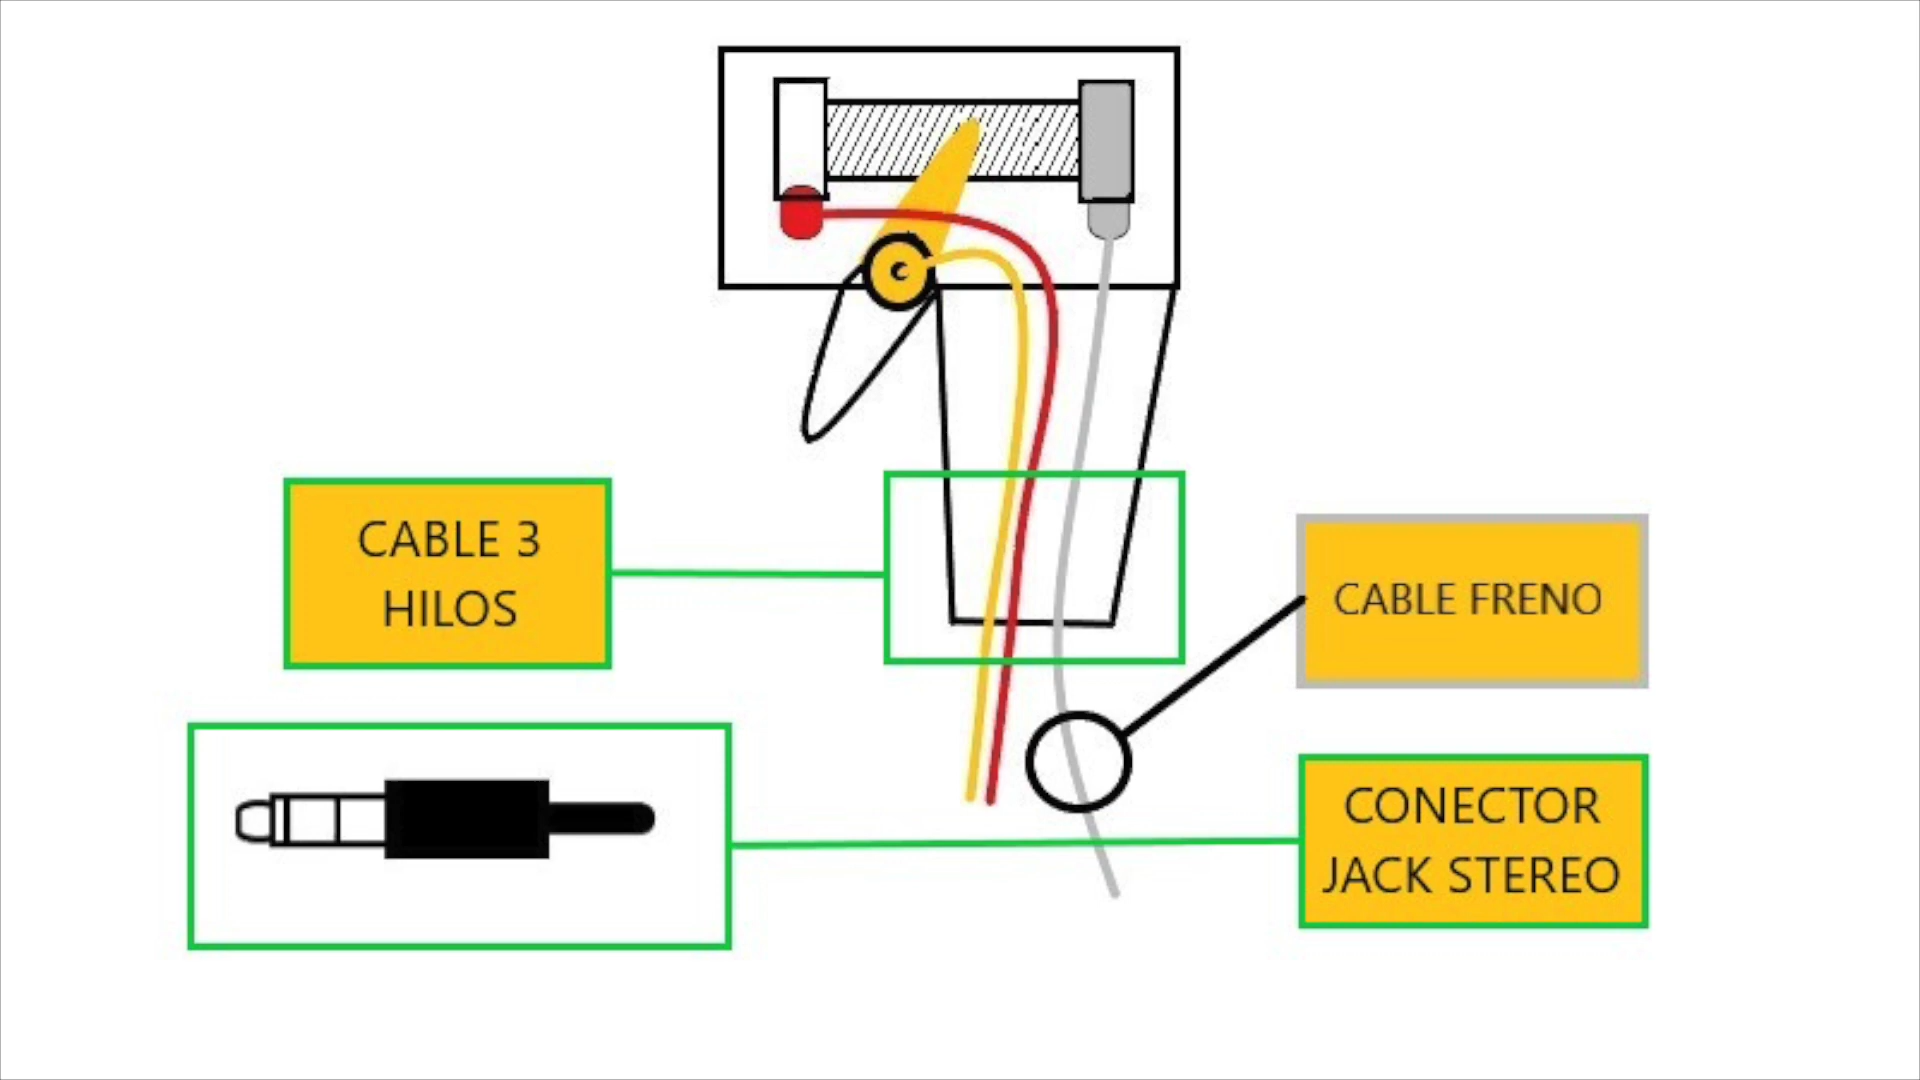 CABLE 3
HILOS
CABLE FRENO
CONECTOR
JACK STEREO